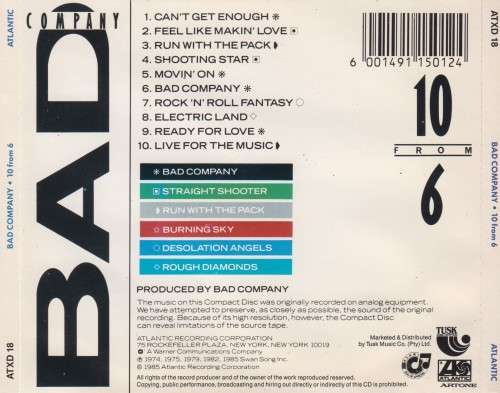 ATLANTIC
BAD COMPANY • 10 from 6
ATXD 18
BAD
COMPANY
1. CAN'T GET ENOUGH ✳
2. FEEL LIKE MAKIN' LOVE ▣
3. RUN WITH THE PACK ◗
4. SHOOTING STAR ▣
5. MOVIN' ON ✳
6. BAD COMPANY ✳
7. ROCK 'N' ROLL FANTASY ○
8. ELECTRIC LAND ◇
9. READY FOR LOVE ✳
10. LIVE FOR THE MUSIC ◗
✳ BAD COMPANY
▣ STRAIGHT SHOOTER
◗ RUN WITH THE PACK
BURNING SKY
○ DESOLATION ANGELS
◇ ROUGH DIAMONDS
PRODUCED BY BAD COMPANY
The music on this Compact Disc was originally recorded on analog equipment.
We have attempted to preserve, as closely as possible, the sound of the original
recording. Because of its high resolution, however, the Compact Disc
can reveal limitations of the source tape.
ATLANTIC RECORDING CORPORATION
75 ROCKEFELLER PLAZA, NEW YORK, NEW YORK 10019
A Warner Communications Company
℗ 1974, 1975, 1979, 1982, 1985 Swan Song Inc.
© 1985 Atlantic Recording Corporation
All rights of the record producer and of the owner of the work reproduced reserved.
Copying, public performance, broadcasting and hiring out directly or indirectly of this CD is prohibited.
6 001491 150124
10
FROM
6
Marketed & Distributed
by Tusk Music Co. (Pty) Ltd.
TUSK
ATLANTIC
ARTONE
ATXD 18
BAD COMPANY • 10 from 6
ATLANTIC